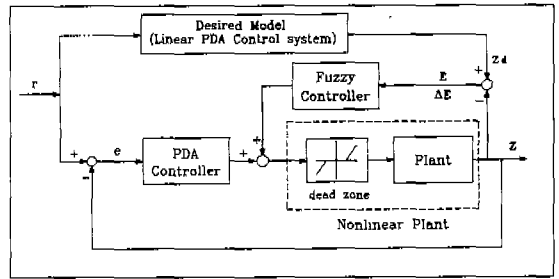 Desired Model
(Linear PDA Control system)
r
Zd
+
Fuzzy
Controller
E
ΔE
-
+
+
e
PDA
Controller
+
-
dead zone
Plant
Z
Nonlinear Plant